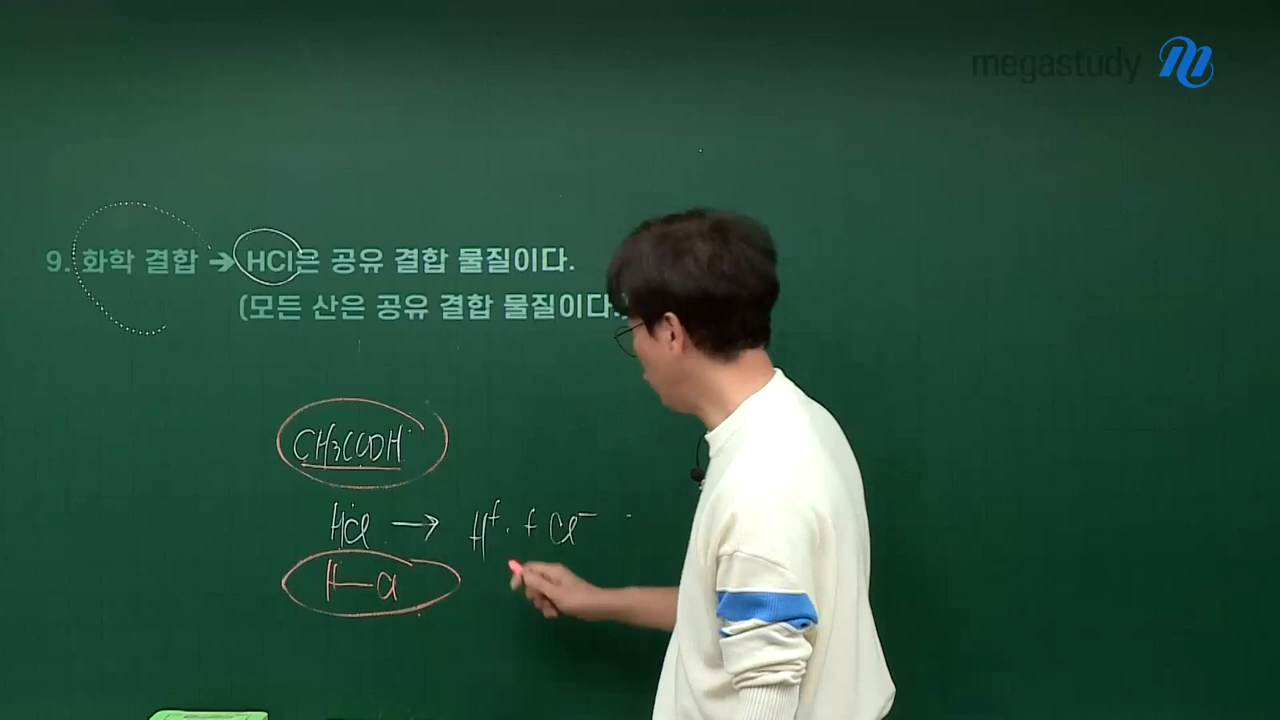 megastudy
9. 화학 결합 ➔ HCl은 공유 결합 물질이다.
(모든 산은 공유 결합 물질이다.)
CH3COOH
HCl → H+ + Cl-
H-Cl